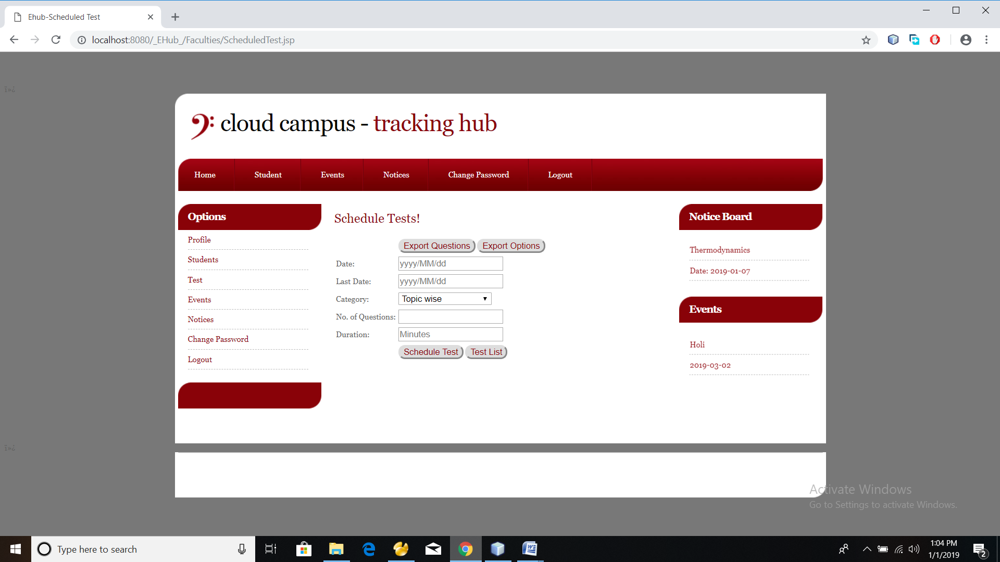 Ehub-Scheduled Test
localhost:8080/_EHub_/Faculties/ScheduledTest.jsp
ï»¿
cloud campus - tracking hub
Home Student Events Notices Change Password Logout
Options
Profile
Students
Test
Events
Notices
Change Password
Logout
Schedule Tests!
Export Questions Export Options
Date: yyyy/MM/dd
Last Date: yyyy/MM/dd
Category: Topic wise
No. of Questions:
Duration: Minutes
Schedule Test Test List
Notice Board
Thermodynamics
Date: 2019-01-07
Events
Holi
2019-03-02
ï»¿
Activate Windows
Go to Settings to activate Windows.
Type here to search
1:04 PM
1/1/2019
2